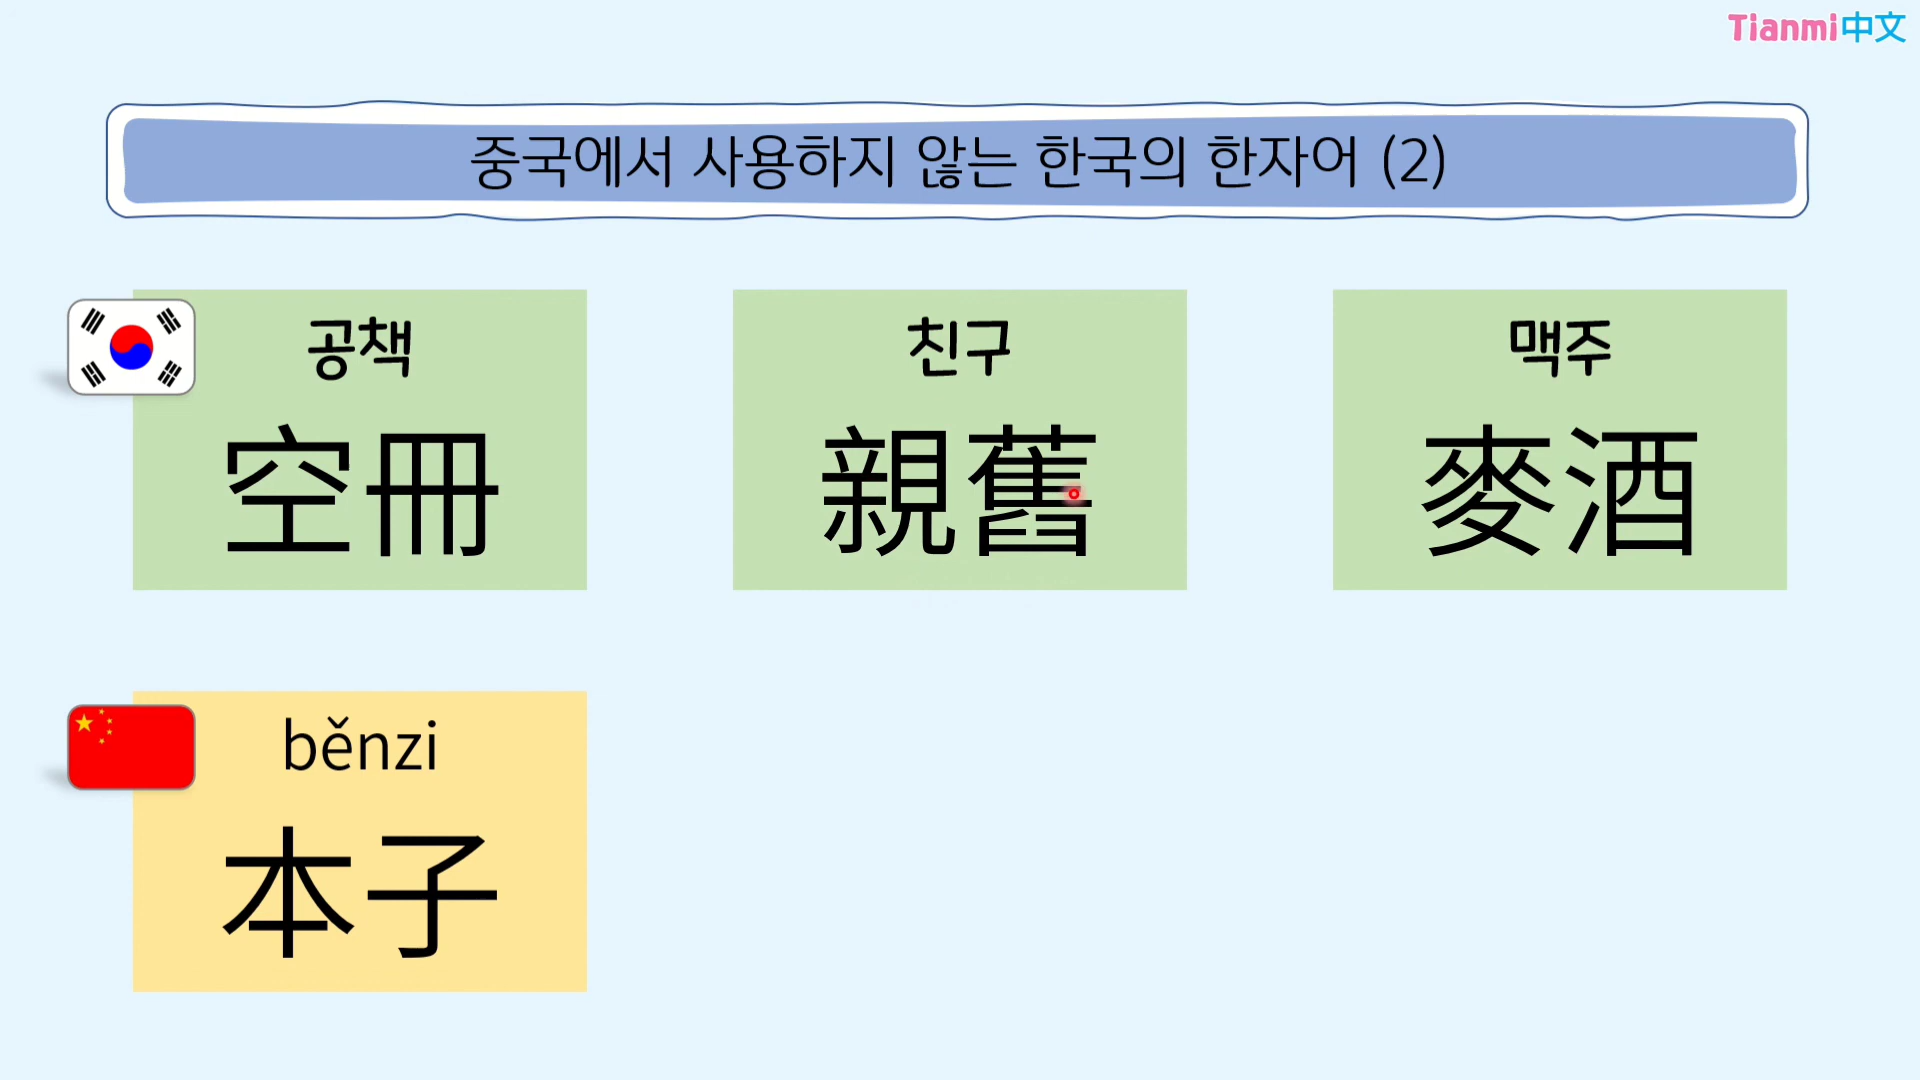 Tianmi中文
중국에서 사용하지 않는 한국의 한자어 (2)
공책
空冊
친구
親舊
맥주
麥酒
běnzi
本子